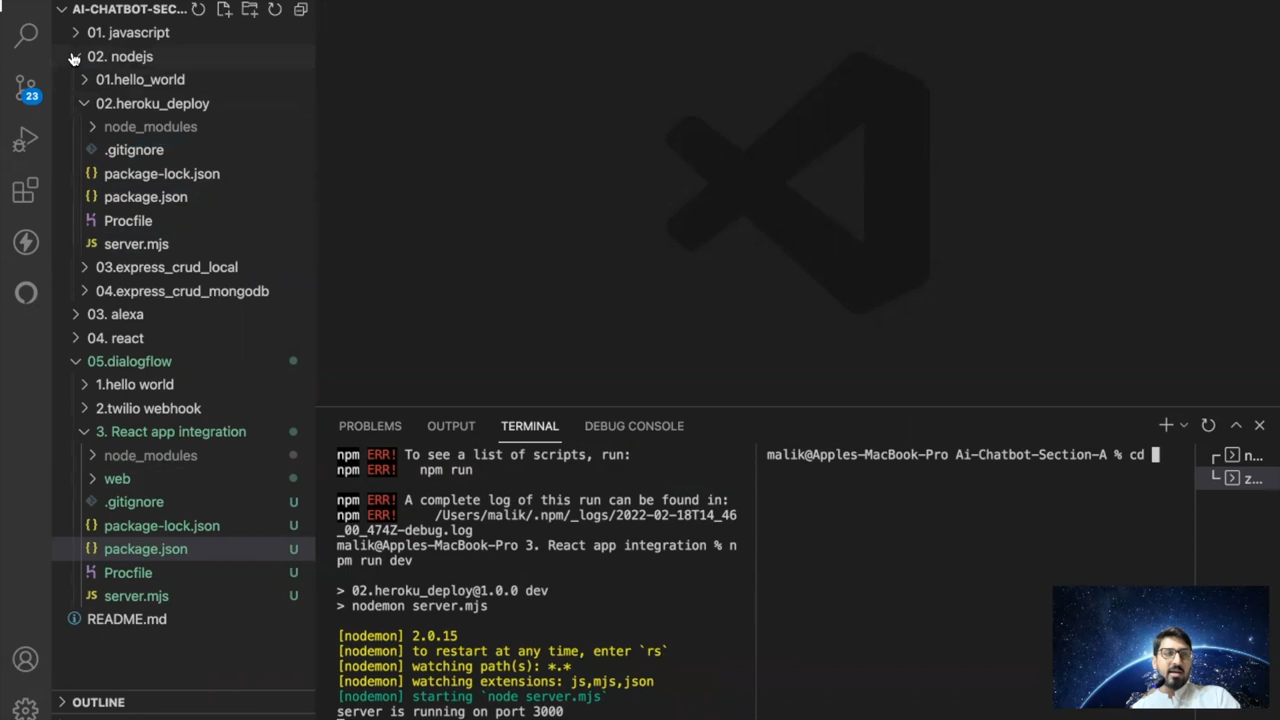 AI-CHATBOT-SEC...
01. javascript
02. nodejs
01.hello_world
02.heroku_deploy
node_modules
.gitignore
{} package-lock.json
{} package.json
Procfile
JS server.mjs
03.express_crud_local
04.express_crud_mongodb
03. alexa
04. react
05.dialogflow
1.hello world
2.twilio webhook
3. React app integration
node_modules
web
.gitignore U
{} package-lock.json U
{} package.json U
Procfile U
JS server.mjs U
README.md
OUTLINE
23
PROBLEMS OUTPUT TERMINAL DEBUG CONSOLE
npm ERR! To see a list of scripts, run:
npm ERR!   npm run
npm ERR! A complete log of this run can be found in:
npm ERR!     /Users/malik/.npm/_logs/2022-02-18T14_46
_00_474Z-debug.log
malik@Apples-MacBook-Pro 3. React app integration % n
pm run dev
> 02.heroku_deploy@1.0.0 dev
> nodemon server.mjs
[nodemon] 2.0.15
[nodemon] to restart at any time, enter `rs`
[nodemon] watching path(s): *.*
[nodemon] watching extensions: js,mjs,json
[nodemon] starting `node server.mjs`
server is running on port 3000
malik@Apples-MacBook-Pro Ai-Chatbot-Section-A % cd
n...
z...